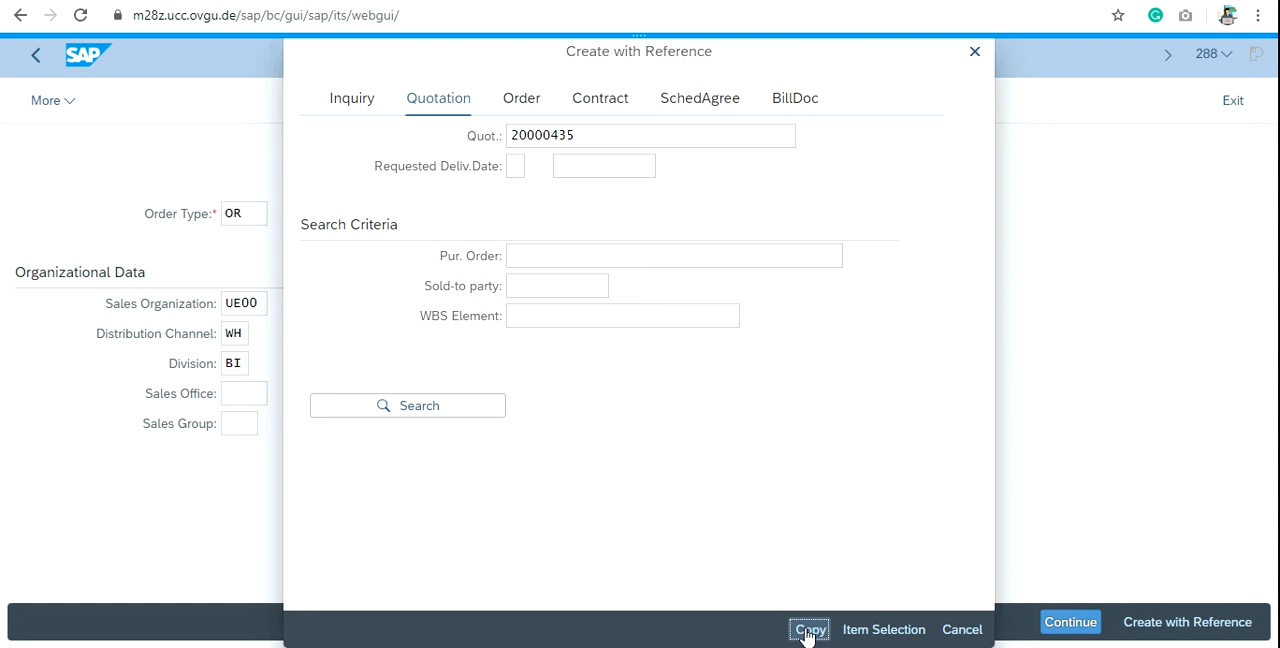 m28z.ucc.ovgu.de/sap/bc/gui/sap/its/webgui/
SAP
Create with Reference
288
More
Exit
Inquiry
Quotation
Order
Contract
SchedAgree
BillDoc
Quot.: 20000435
Requested Deliv.Date:
Order Type:* OR
Search Criteria
Pur. Order:
Sold-to party:
WBS Element:
Search
Organizational Data
Sales Organization: UE00
Distribution Channel: WH
Division: BI
Sales Office:
Sales Group:
Copy
Item Selection
Cancel
Continue
Create with Reference